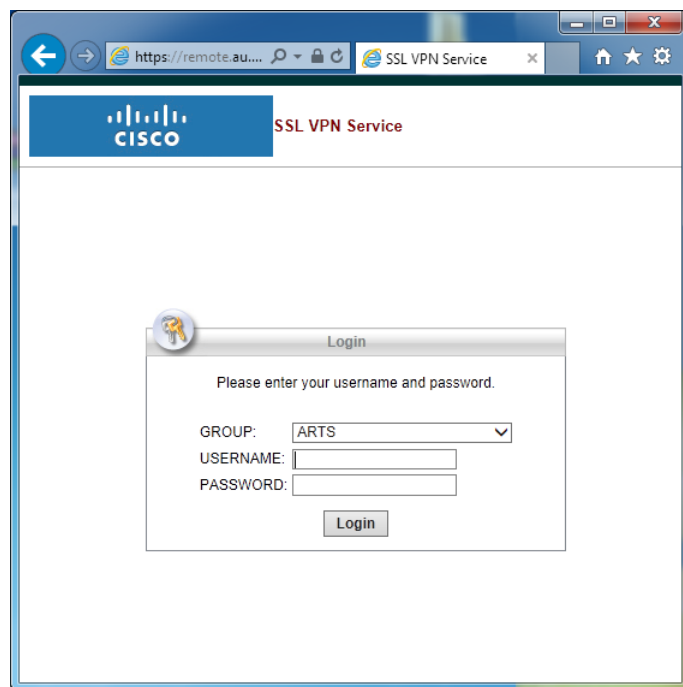 https://remote.au....
SSL VPN Service
CISCO
SSL VPN Service
Login
Please enter your username and password.
GROUP: ARTS
USERNAME:
PASSWORD:
Login